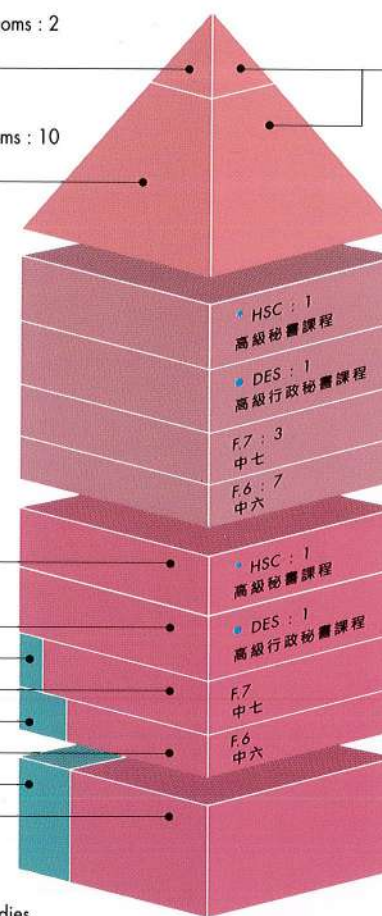 oms : 2
ms : 10
HSC : 1
高級秘書課程
DES : 1
高級行政秘書課程
F.7 : 3
中七
F.6 : 7
中六
HSC : 1
高級秘書課程
DES : 1
高級行政秘書課程
F.7
中七
F.6
中六
dies